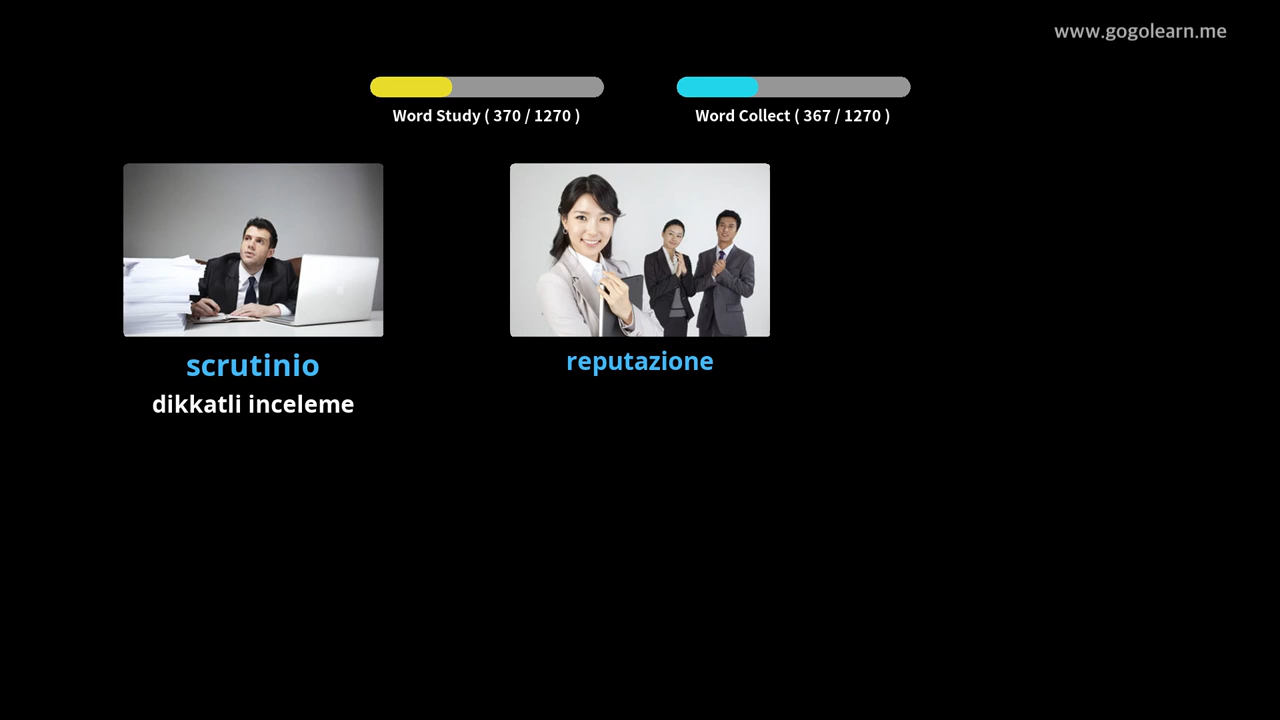 www.gogolearn.me
Word Study ( 370 / 1270 )
Word Collect ( 367 / 1270 )
scrutinio
dikkatli inceleme
reputazione